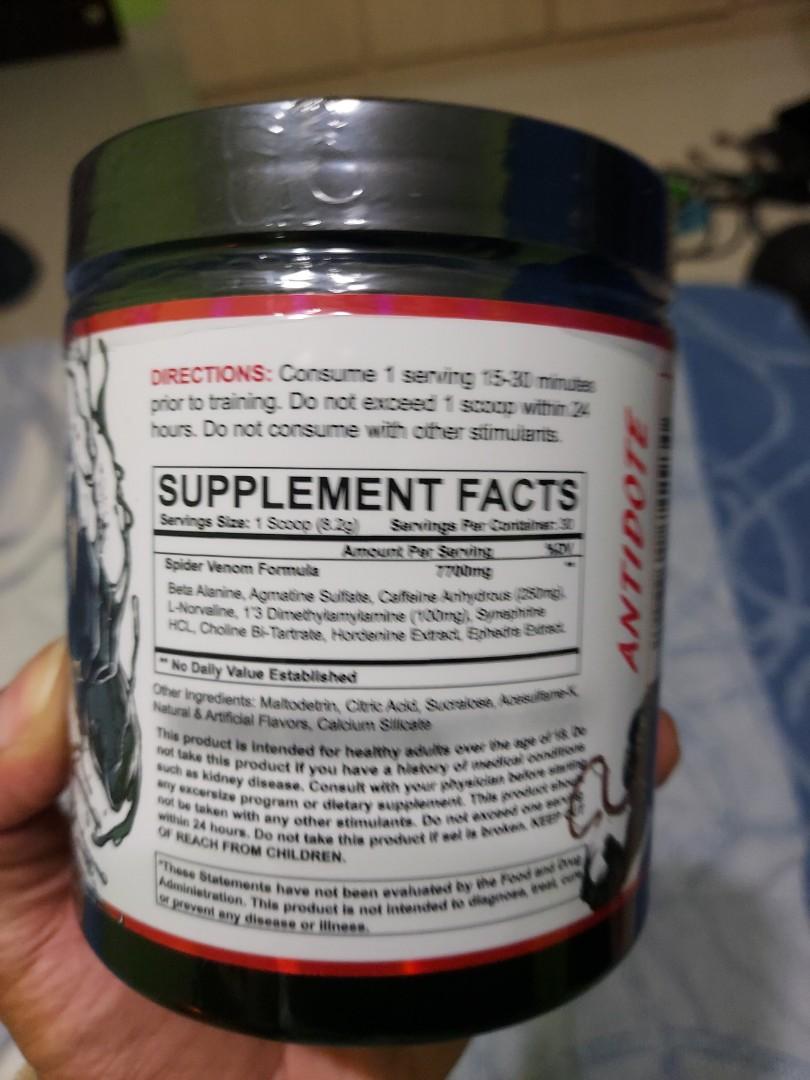 DIRECTIONS: Consume 1 serving 15-30 minutes
prior to training. Do not exceed 1 scoop within 24
hours. Do not consume with other stimulants.
SUPPLEMENT FACTS
Servings Size: 1 Scoop (8.2g) Servings Per Container: 30
Amount Per Serving %DV
Spider Venom Formula 7700mg **
Beta Alanine, Agmatine Sulfate, Caffeine Anhydrous (250mg),
L-Norvaline, 1"3 Dimethylamylamine (100mg), Synephrine
HCL, Choline Bi-Tartrate, Hordenine Extract, Ephedra Extract.
** No Daily Value Established
Other Ingredients: Maltodetrin, Citric Acid, Sucralose, Acesulfame-K,
Natural & Artificial Flavors, Calcium Silicate
This product is intended for healthy adults over the age of 18. Do
not take this product if you have a history of medical conditions
such as kidney disease. Consult with your physician before starting
any excersize program or dietary supplement. This product should
not be taken with any other stimulants. Do not exceed one serving
within 24 hours. Do not take this product if sel is broken. KEEP OUT
OF REACH FROM CHILDREN.
*These Statements have not been evaluated by the Food and Drug
Administration. This product is not intended to diagnose, treat, cure
or prevent any disease or illness.
ANTIDOTE